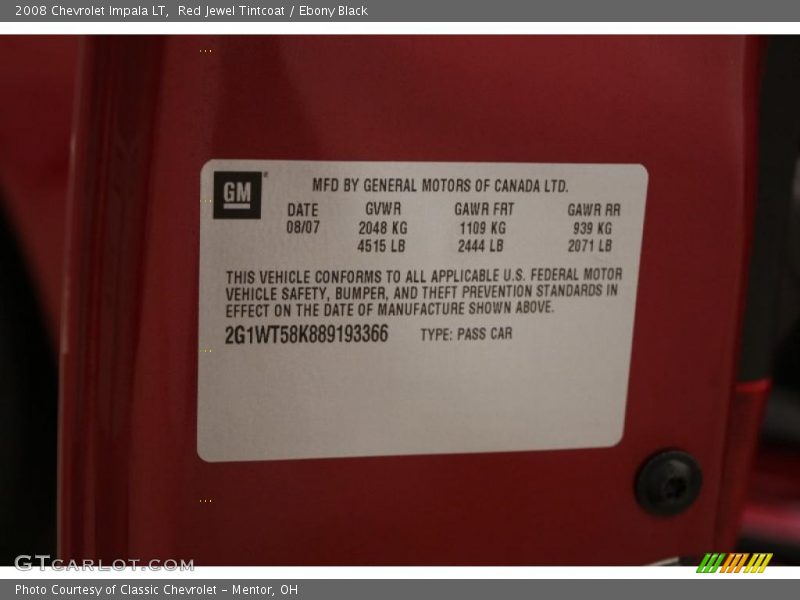 2008 Chevrolet Impala LT,  Red Jewel Tintcoat / Ebony Black
GM®
MFD BY GENERAL MOTORS OF CANADA LTD.
DATE GVWR GAWR FRT GAWR RR
08/07 2048 KG 1109 KG 939 KG
4515 LB 2444 LB 2071 LB
THIS VEHICLE CONFORMS TO ALL APPLICABLE U.S. FEDERAL MOTOR
VEHICLE SAFETY, BUMPER, AND THEFT PREVENTION STANDARDS IN
EFFECT ON THE DATE OF MANUFACTURE SHOWN ABOVE.
2G1WT58K889193366 TYPE: PASS CAR
GTCARLOT.COM
Photo Courtesy of Classic Chevrolet - Mentor, OH